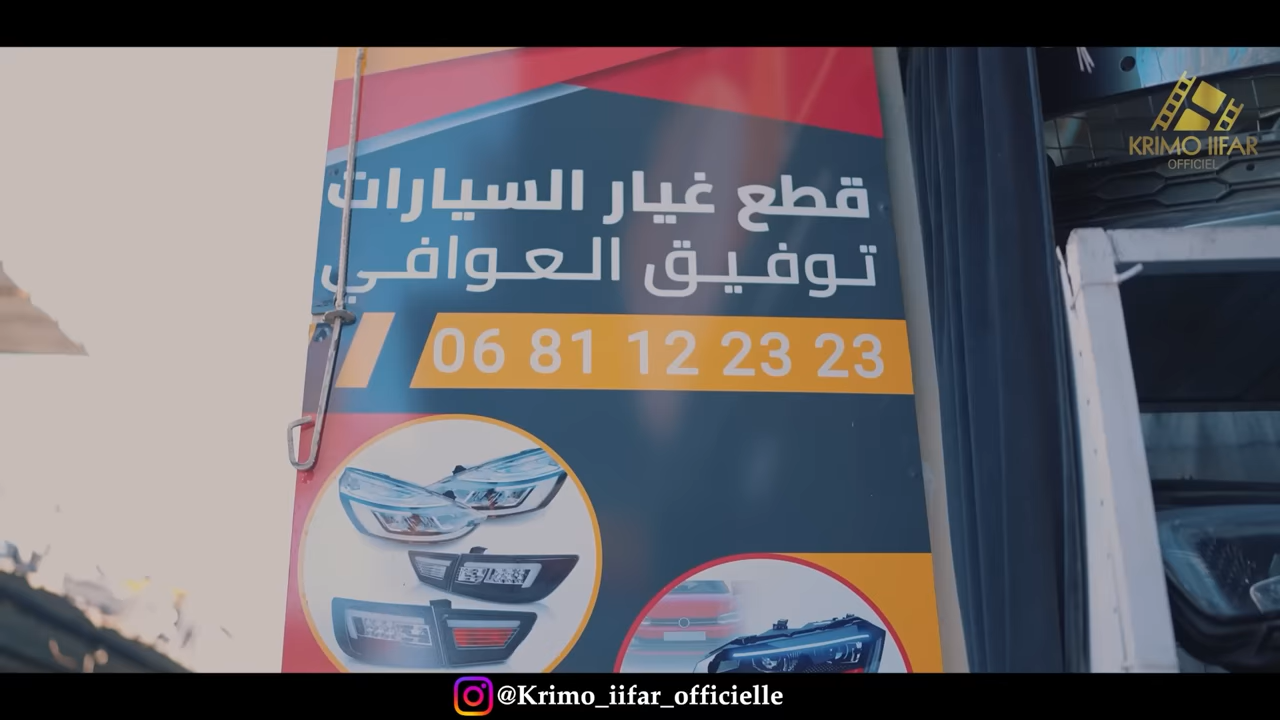 KRIMO IIFAR
OFFICIEL
قطع غيار السيارات
توفيق العوافي
06 81 12 23 23
@Krimo_iifar_officielle